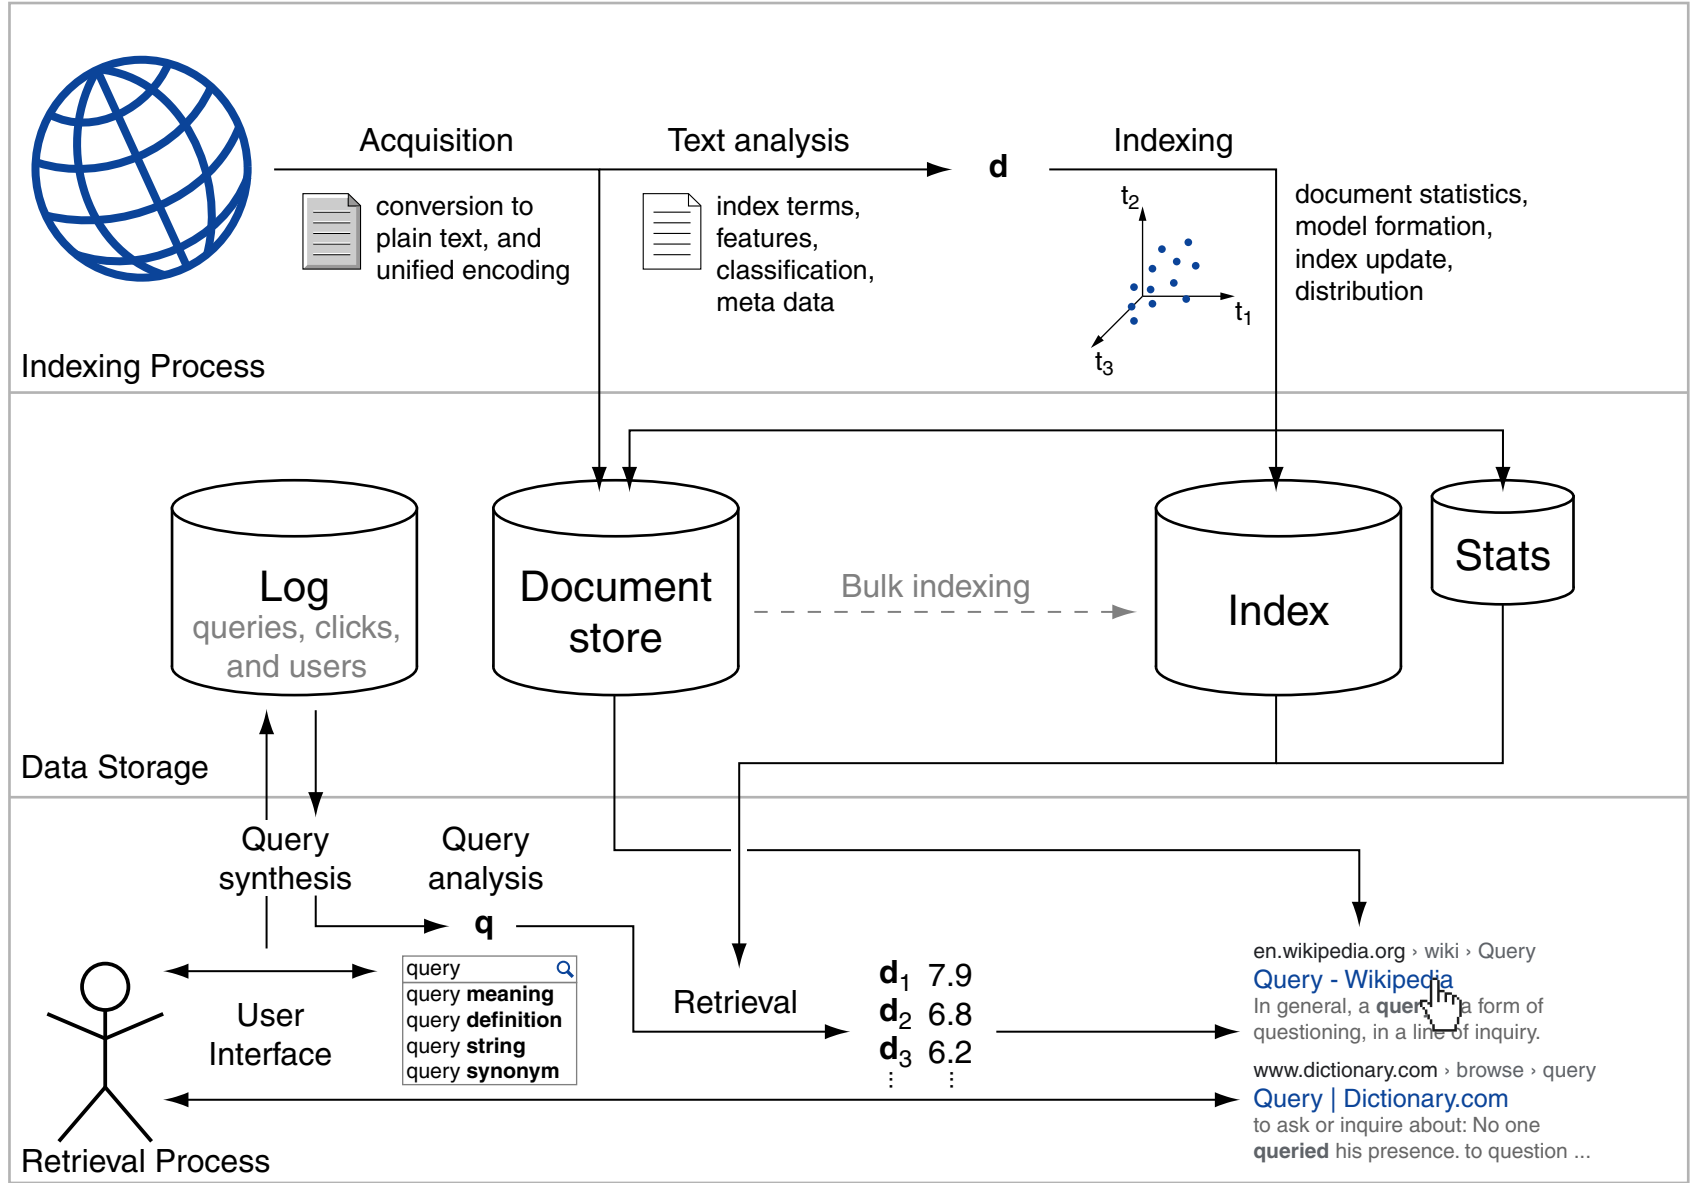 Acquisition
conversion to
plain text, and
unified encoding
Text analysis
index terms,
features,
classification,
meta data
d
Indexing
t2
t1
t3
document statistics,
model formation,
index update,
distribution
Indexing Process
Log
queries, clicks,
and users
Document
store
Bulk indexing
Index
Stats
Data Storage
Query
synthesis
Query
analysis
q
User
Interface
query
query meaning
query definition
query string
query synonym
Retrieval
d1 7.9
d2 6.8
d3 6.2
⋮ ⋮
en.wikipedia.org › wiki › Query
Query - Wikipedia
In general, a a form of
questioning, in a line of inquiry.
www.dictionary.com › browse › query
Query | Dictionary.com
to ask or inquire about: No one
queried his presence. to question ...
Retrieval Process